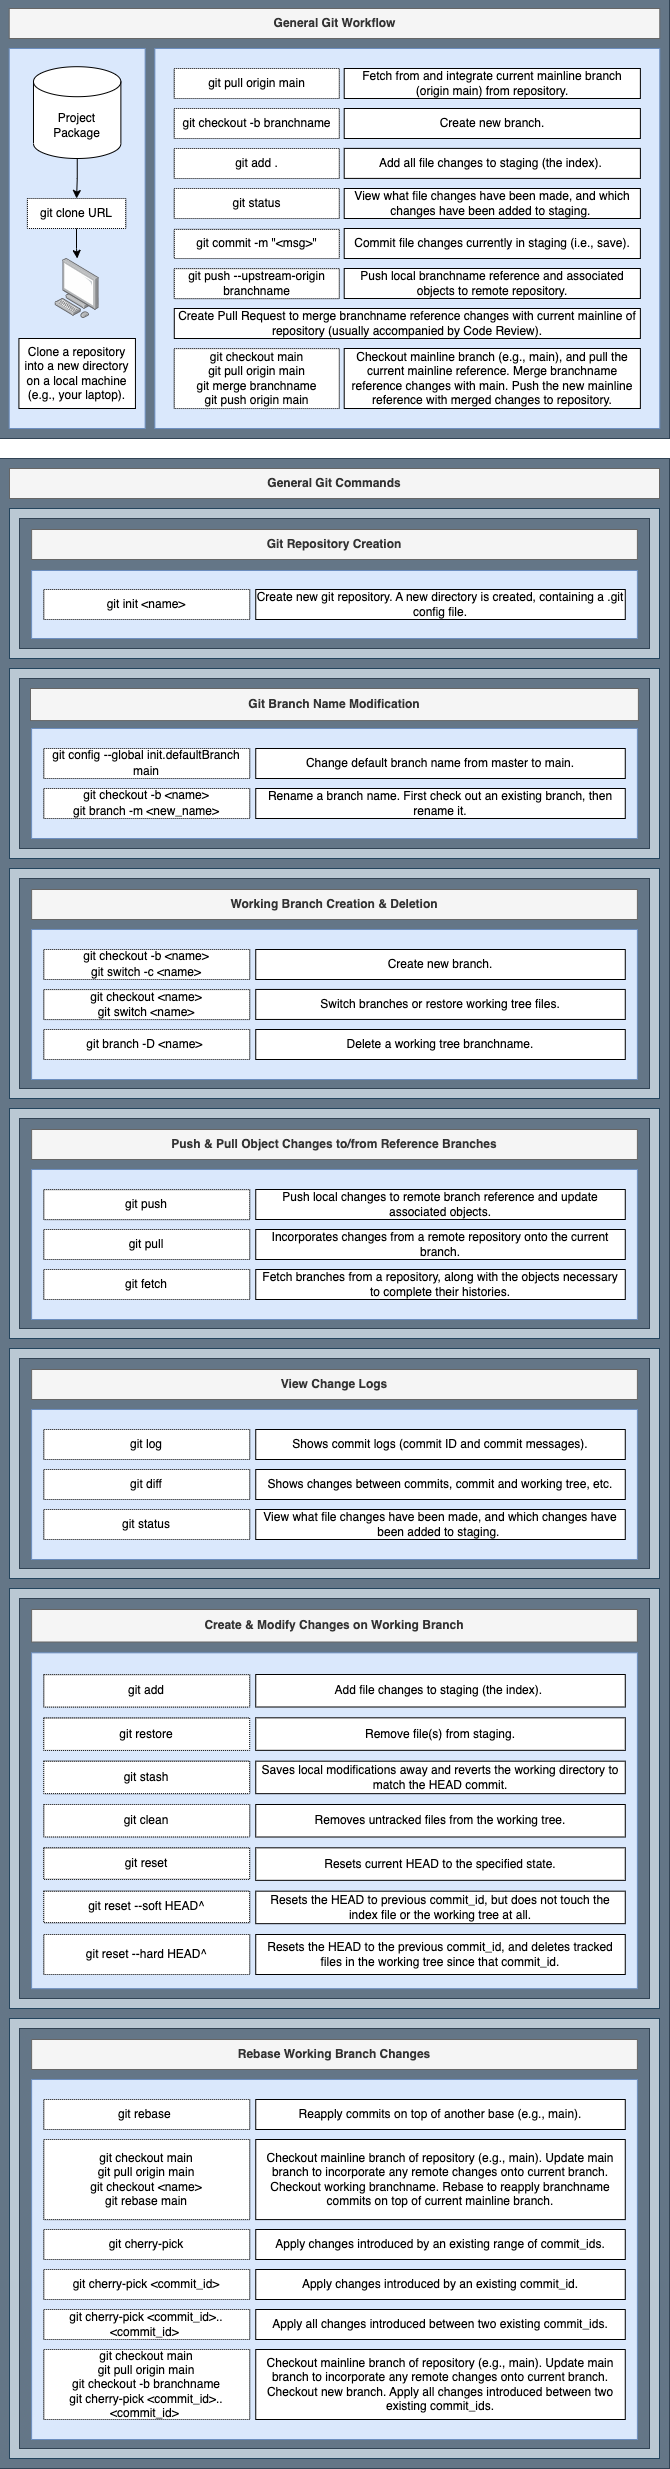 General Git Workflow
Project
Package
git clone URL
Clone a repository
into a new directory
on a local machine
(e.g., your laptop).
git pull origin main
Fetch from and integrate current mainline branch
(origin main) from repository.
git checkout -b branchname
Create new branch.
git add .
Add all file changes to staging (the index).
git status
View what file changes have been made, and which
changes have been added to staging.
git commit -m "<msg>"
Commit file changes currently in staging (i.e., save).
git push --upstream-origin
branchname
Push local branchname reference and associated
objects to remote repository.
Create Pull Request to merge branchname reference changes with current mainline of
repository (usually accompanied by Code Review).
git checkout main
git pull origin main
git merge branchname
git push origin main
Checkout mainline branch (e.g., main), and pull the
current mainline reference. Merge branchname
reference changes with main. Push the new mainline
reference with merged changes to repository.
General Git Commands
Git Repository Creation
git init <name>
Create new git repository. A new directory is created, containing a .git
config file.
Git Branch Name Modification
git config --global init.defaultBranch
main
Change default branch name from master to main.
git checkout -b <name>
git branch -m <new_name>
Rename a branch name. First check out an existing branch, then
rename it.
Working Branch Creation & Deletion
git checkout -b <name>
git switch -c <name>
Create new branch.
git checkout <name>
git switch <name>
Switch branches or restore working tree files.
git branch -D <name>
Delete a working tree branchname.
Push & Pull Object Changes to/from Reference Branches
git push
Push local changes to remote branch reference and update
associated objects.
git pull
Incorporates changes from a remote repository onto the current
branch.
git fetch
Fetch branches from a repository, along with the objects necessary
to complete their histories.
View Change Logs
git log
Shows commit logs (commit ID and commit messages).
git diff
Shows changes between commits, commit and working tree, etc.
git status
View what file changes have been made, and which changes have
been added to staging.
Create & Modify Changes on Working Branch
git add
Add file changes to staging (the index).
git restore
Remove file(s) from staging.
git stash
Saves local modifications away and reverts the working directory to
match the HEAD commit.
git clean
Removes untracked files from the working tree.
git reset
Resets current HEAD to the specified state.
git reset --soft HEAD^
Resets the HEAD to previous commit_id, but does not touch the
index file or the working tree at all.
git reset --hard HEAD^
Resets the HEAD to the previous commit_id, and deletes tracked
files in the working tree since that commit_id.
Rebase Working Branch Changes
git rebase
Reapply commits on top of another base (e.g., main).
git checkout main
git pull origin main
git checkout <name>
git rebase main
Checkout mainline branch of repository (e.g., main). Update main
branch to incorporate any remote changes onto current branch.
Checkout working branchname. Rebase to reapply branchname
commits on top of current mainline branch.
git cherry-pick
Apply changes introduced by an existing range of commit_ids.
git cherry-pick <commit_id>
Apply changes introduced by an existing commit_id.
git cherry-pick <commit_id>..
<commit_id>
Apply all changes introduced between two existing commit_ids.
git checkout main
git pull origin main
git checkout -b branchname
git cherry-pick <commit_id>..
<commit_id>
Checkout mainline branch of repository (e.g., main). Update main
branch to incorporate any remote changes onto current branch.
Checkout new branch. Apply all changes introduced between two
existing commit_ids.